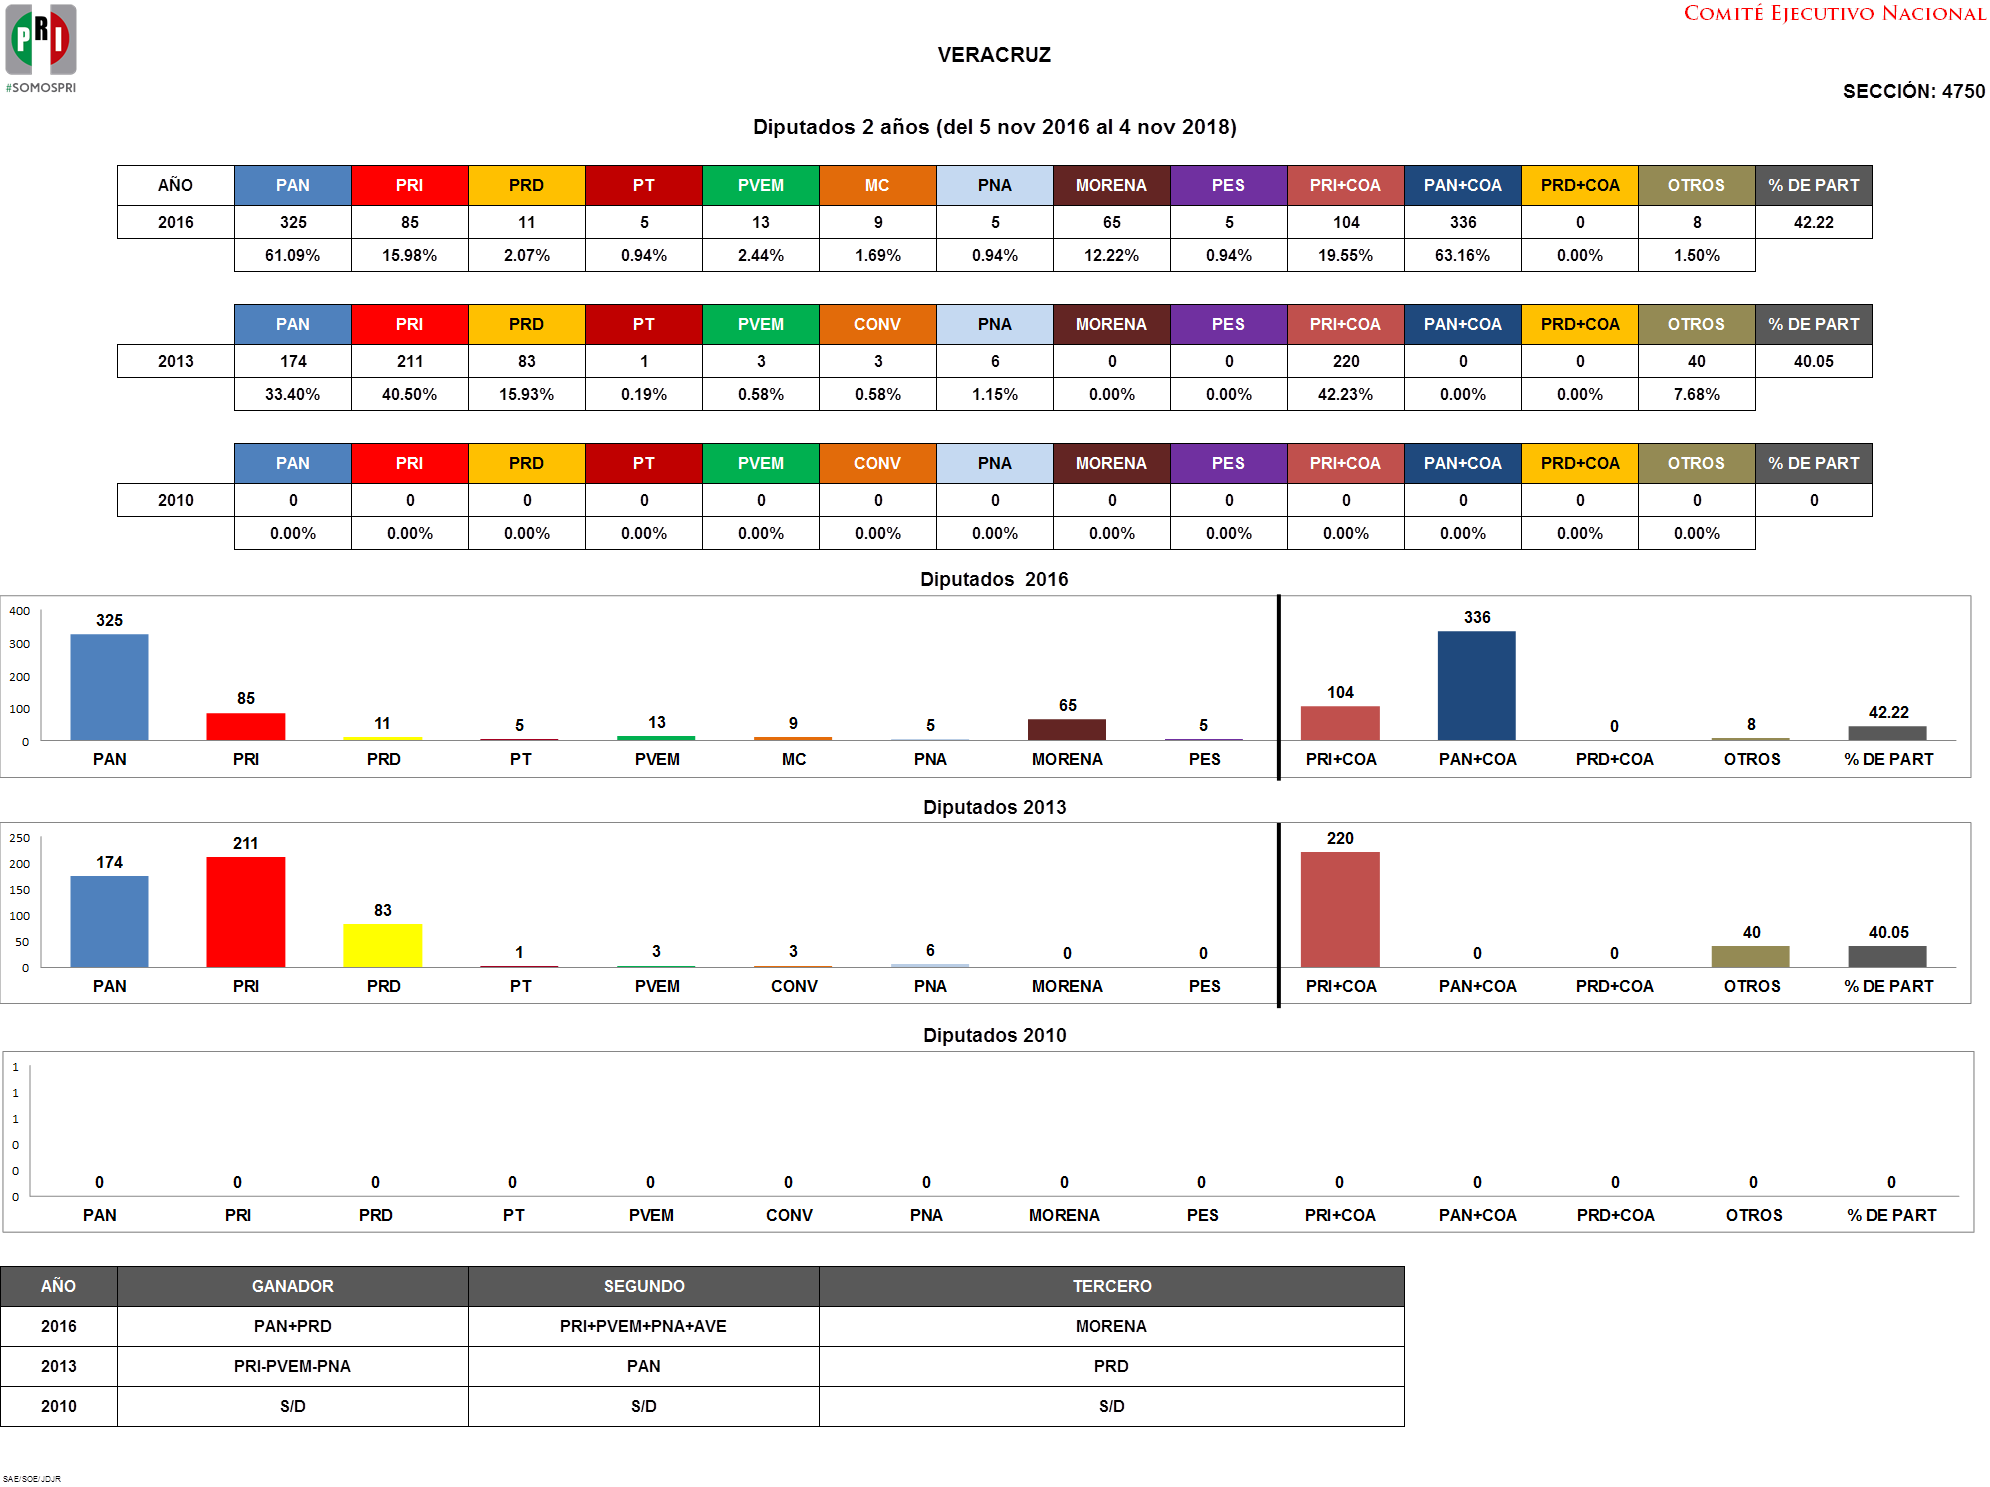 PRI
#SOMOSPRI
COMITÉ EJECUTIVO NACIONAL
VERACRUZ
SECCIÓN: 4750
Diputados 2 años (del 5 nov 2016 al 4 nov 2018)
AÑO PAN PRI PRD PT PVEM MC PNA MORENA PES PRI+COA PAN+COA PRD+COA OTROS % DE PART
2016 325 85 11 5 13 9 5 65 5 104 336 0 8 42.22
61.09% 15.98% 2.07% 0.94% 2.44% 1.69% 0.94% 12.22% 0.94% 19.55% 63.16% 0.00% 1.50%
PAN PRI PRD PT PVEM CONV PNA MORENA PES PRI+COA PAN+COA PRD+COA OTROS % DE PART
2013 174 211 83 1 3 3 6 0 0 220 0 0 40 40.05
33.40% 40.50% 15.93% 0.19% 0.58% 0.58% 1.15% 0.00% 0.00% 42.23% 0.00% 0.00% 7.68%
PAN PRI PRD PT PVEM CONV PNA MORENA PES PRI+COA PAN+COA PRD+COA OTROS % DE PART
2010 0 0 0 0 0 0 0 0 0 0 0 0 0 0
0.00% 0.00% 0.00% 0.00% 0.00% 0.00% 0.00% 0.00% 0.00% 0.00% 0.00% 0.00% 0.00%
Diputados 2016
400
300
200
100
0
325 85 11 5 13 9 5 65 5 104 336 0 8 42.22
PAN PRI PRD PT PVEM MC PNA MORENA PES PRI+COA PAN+COA PRD+COA OTROS % DE PART
Diputados 2013
250
200
150
100
50
0
174 211 83 1 3 3 6 0 0 220 0 0 40 40.05
PAN PRI PRD PT PVEM CONV PNA MORENA PES PRI+COA PAN+COA PRD+COA OTROS % DE PART
Diputados 2010
1
1
1
0
0
0
0 0 0 0 0 0 0 0 0 0 0 0 0 0
PAN PRI PRD PT PVEM CONV PNA MORENA PES PRI+COA PAN+COA PRD+COA OTROS % DE PART
AÑO GANADOR SEGUNDO TERCERO
2016 PAN+PRD PRI+PVEM+PNA+AVE MORENA
2013 PRI-PVEM-PNA PAN PRD
2010 S/D S/D S/D
SAE/SOE/JDJR